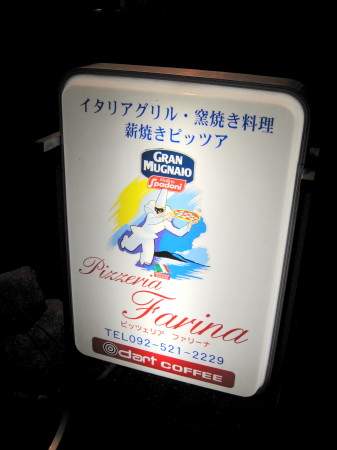 イタリアグリル・窯焼き料理
薪焼きピッツア
GRAN
MUGNAIO
Spadoni
Pizzeria
Farina
ピッツェリア ファリーナ
TEL092-521-2229
dart COFFEE